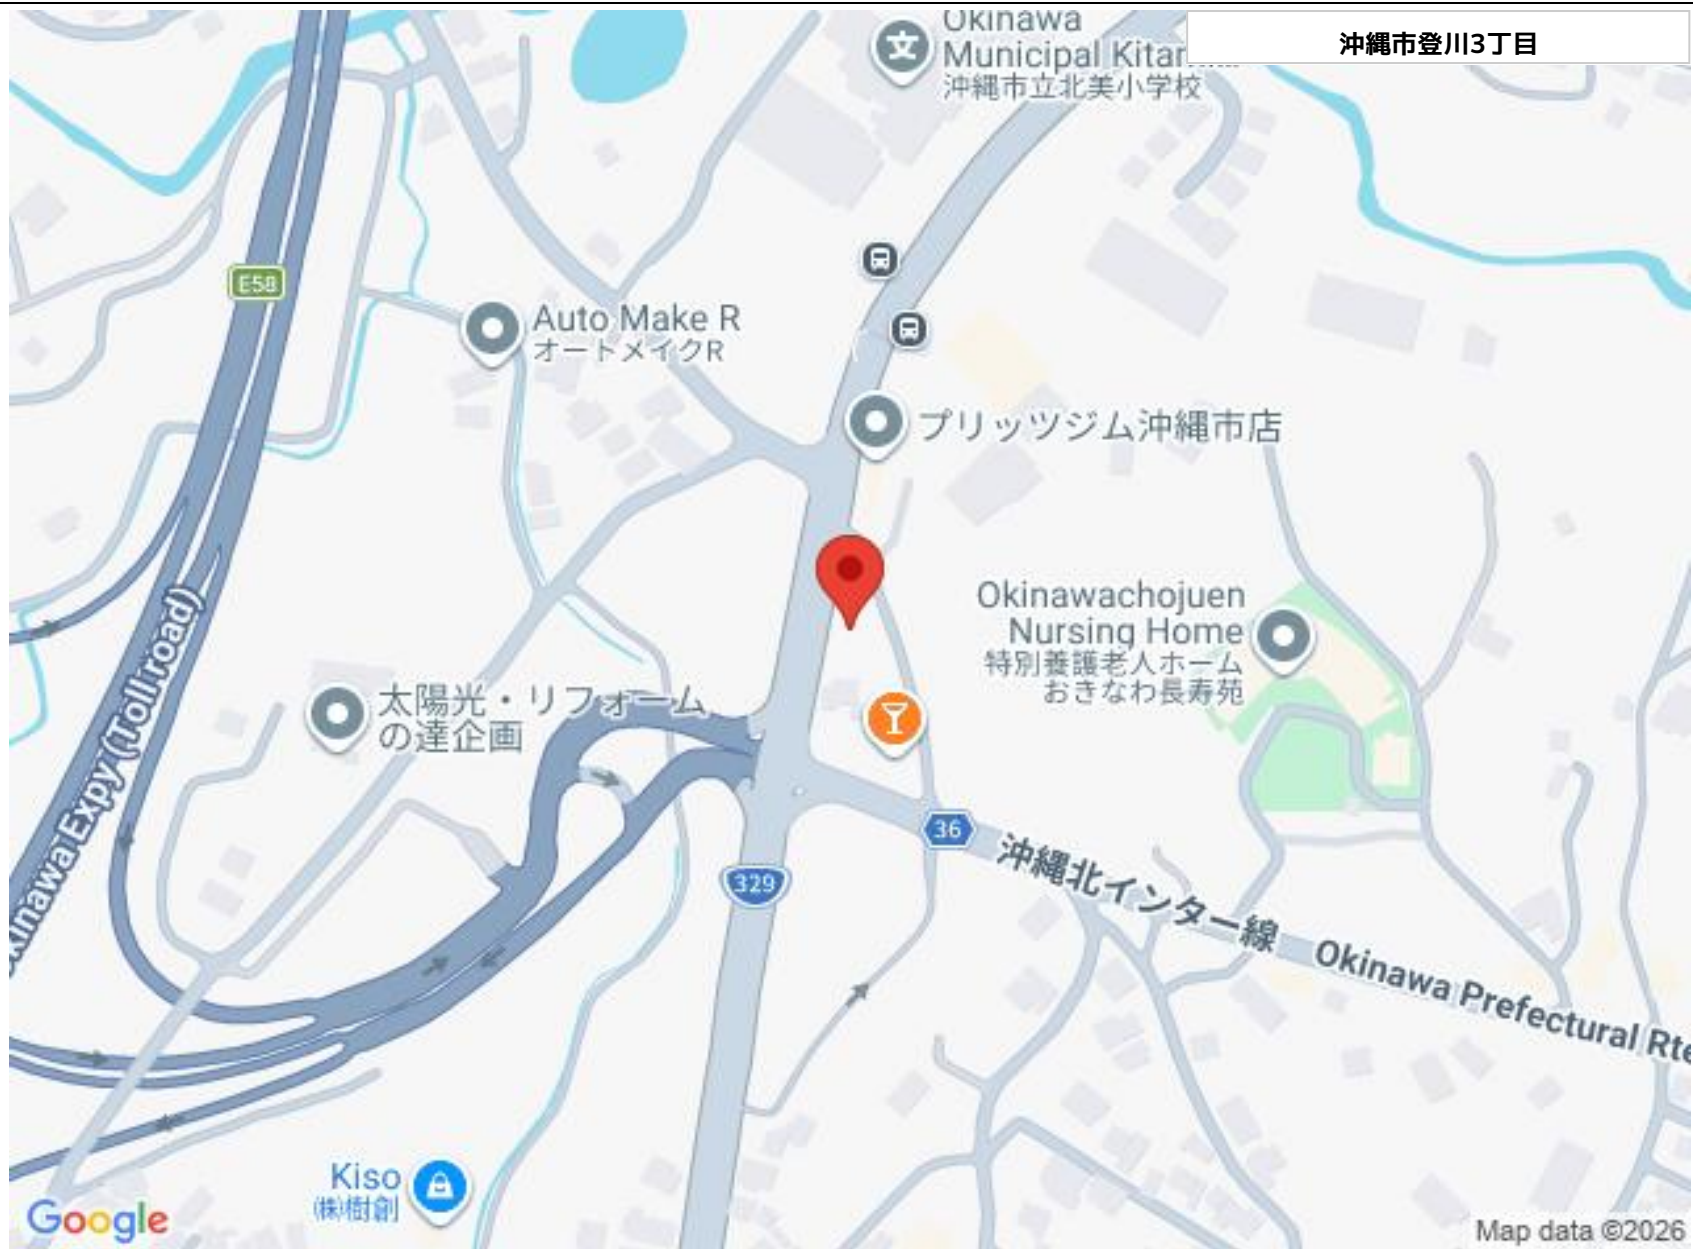 沖縄市登川3丁目
Okinawa
Municipal
沖縄市立北美小学校
E58
Auto Make R
オートメイクR
プリッツジム沖縄市店
Okinawachojuen
Nursing Home
特別養護老人ホーム
おきなわ長寿苑
太陽光・リフォーム
の達企画
Okinawa Expy (Toll road)
36
329
沖縄北インター線 Okinawa Prefectural Rte
Kiso
㈱樹創
Google
Map data ©2026